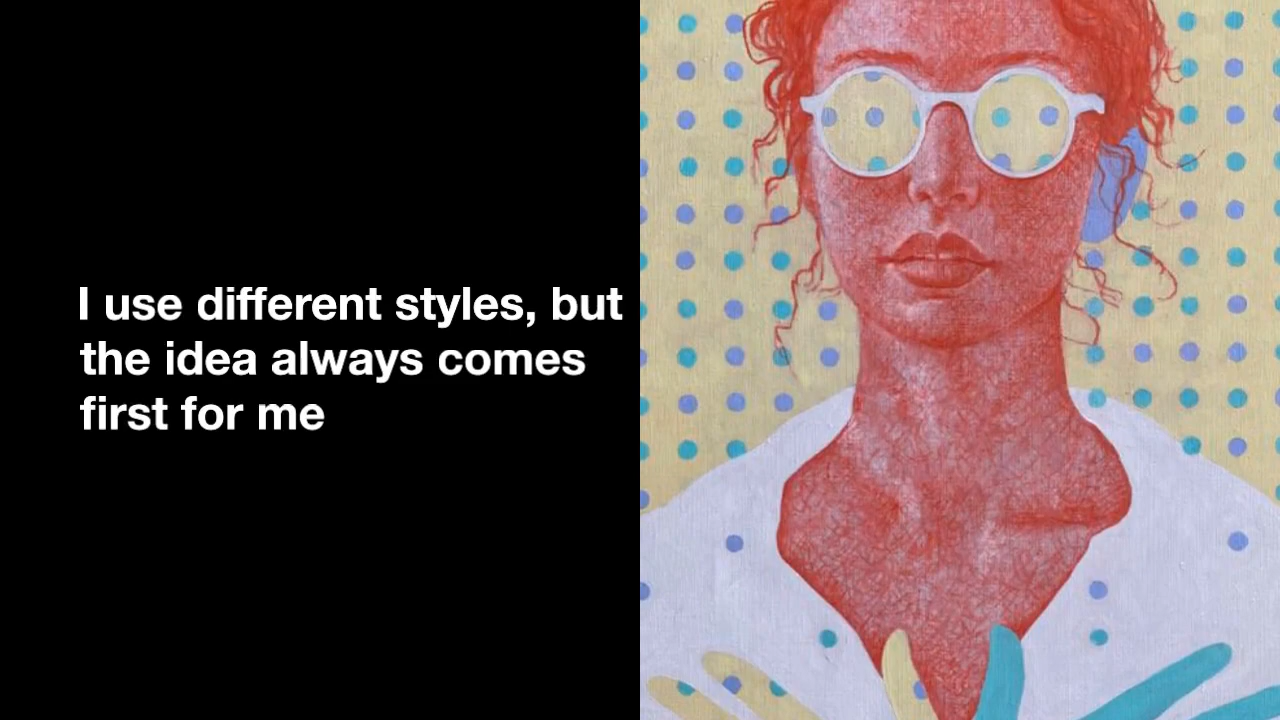 I use different styles, but
the idea always comes
first for me